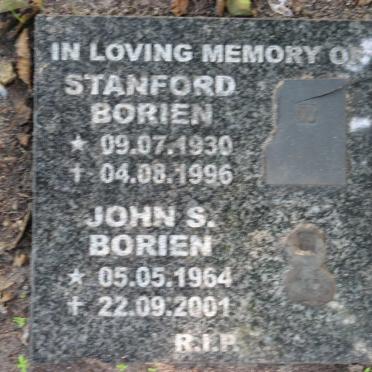 IN LOVING MEMORY OF
STANFORD
BORIEN
★ 09.07.1930
✝ 04.08.1996
JOHN S.
BORIEN
★ 05.05.1964
✝ 22.09.2001
R.I.P.